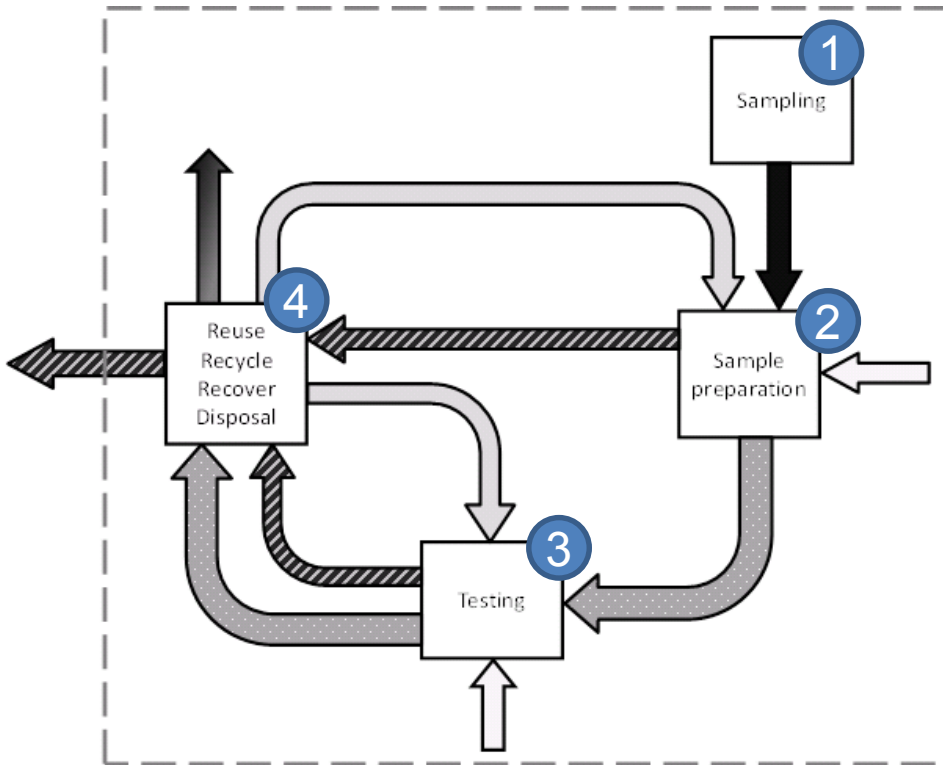 1
Sampling
4
Reuse
Recycle
Recover
Disposal
2
Sample
preparation
3
Testing